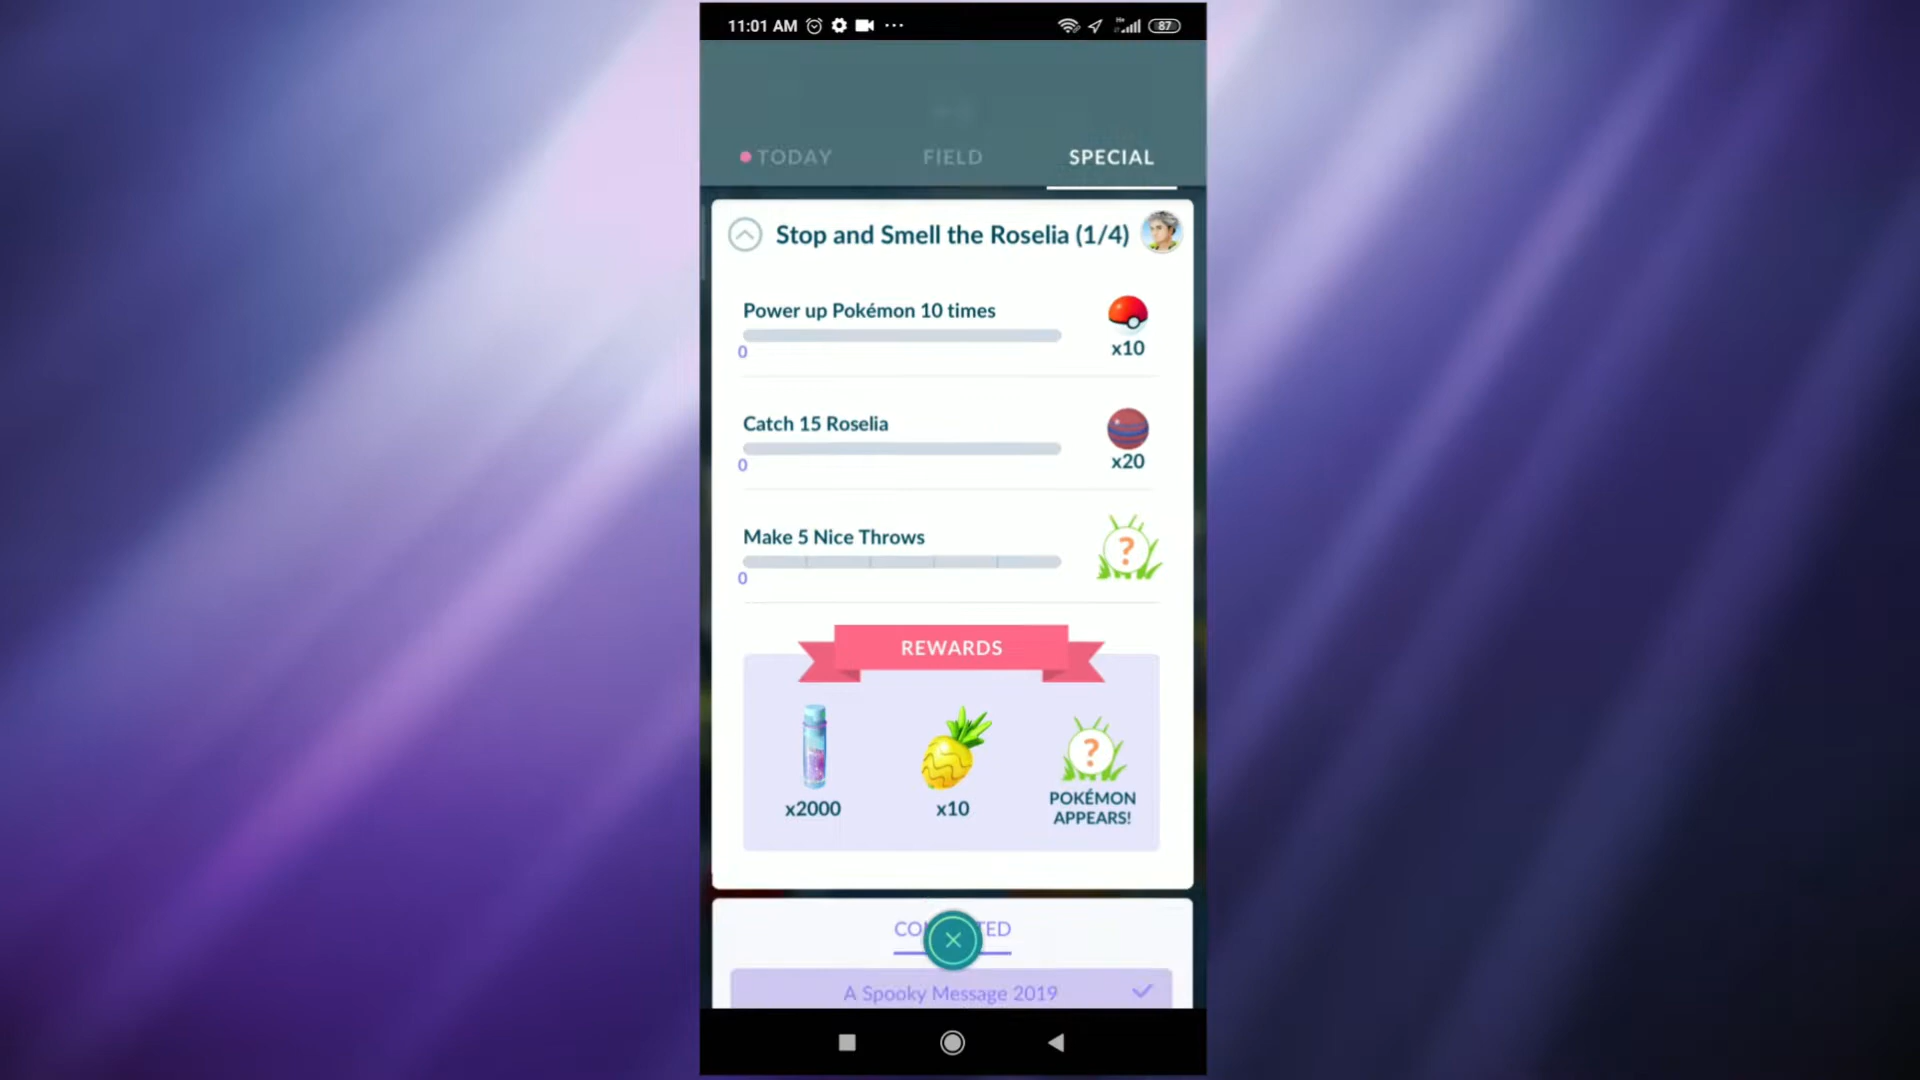 11:01 AM
87
TODAY
FIELD
SPECIAL
Stop and Smell the Roselia (1/4)
Power up Pokémon 10 times
0
x10
Catch 15 Roselia
0
x20
Make 5 Nice Throws
0
?
REWARDS
?
x2000
x10
POKÉMON
APPEARS!
A Spooky Message 2019